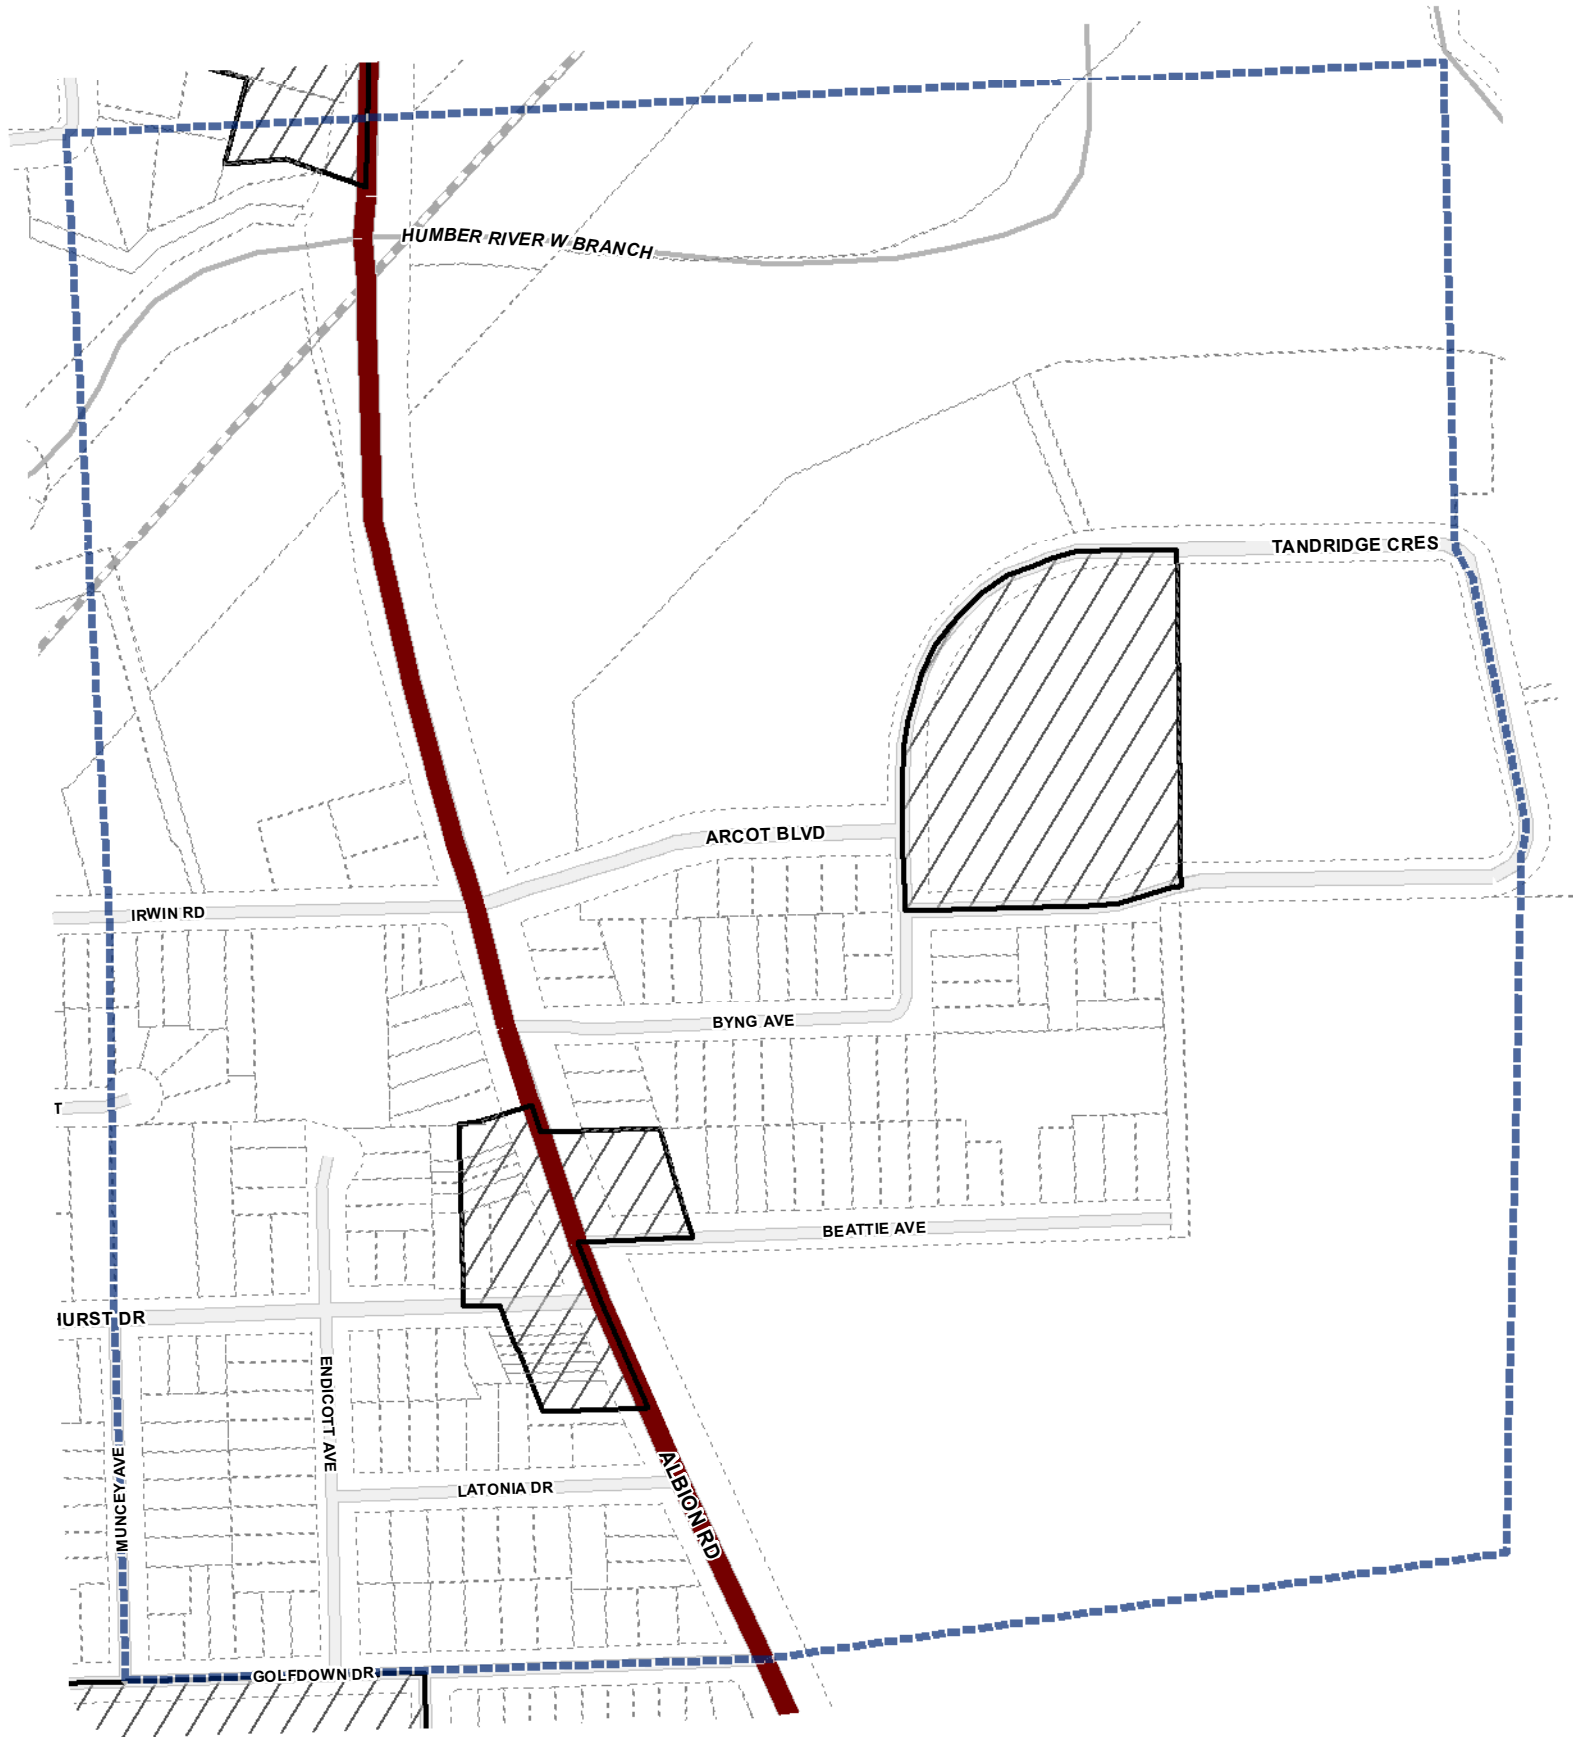 HUMBER RIVER W BRANCH
TANDRIDGE CRES
ARCOT BLVD
IRWIN RD
BYNG AVE
T
BEATTIE AVE
HURST DR
ENDICOTT AVE
MUNCEY AVE
LATONIA DR
ALBION RD
GOLFDOWN DR